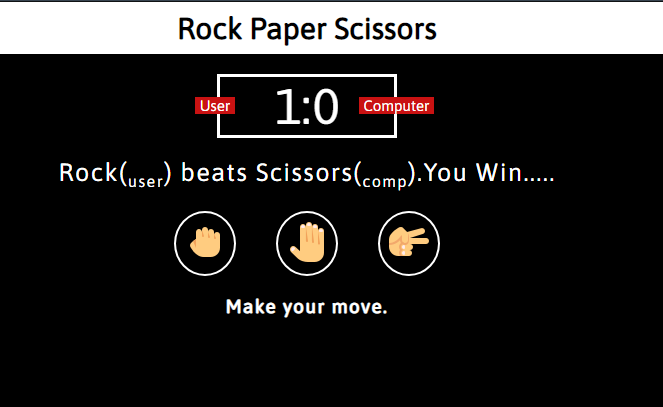 Rock Paper Scissors
User 1:0 Computer
Rock(user) beats Scissors(comp).You Win.....
Make your move.